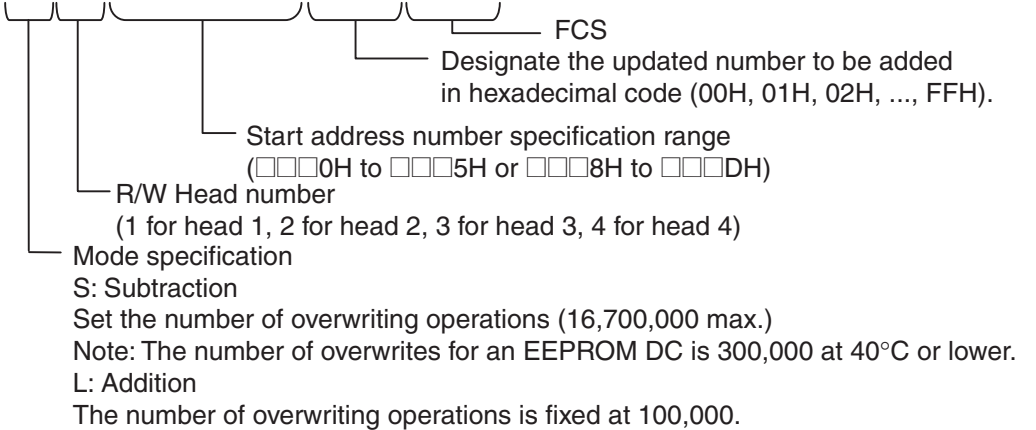 FCS
Designate the updated number to be added
in hexadecimal code (00H, 01H, 02H, ..., FFH).
Start address number specification range
(□□□0H to □□□5H or □□□8H to □□□DH)
R/W Head number
(1 for head 1, 2 for head 2, 3 for head 3, 4 for head 4)
Mode specification
S: Subtraction
Set the number of overwriting operations (16,700,000 max.)
Note: The number of overwrites for an EEPROM DC is 300,000 at 40°C or lower.
L: Addition
The number of overwriting operations is fixed at 100,000.